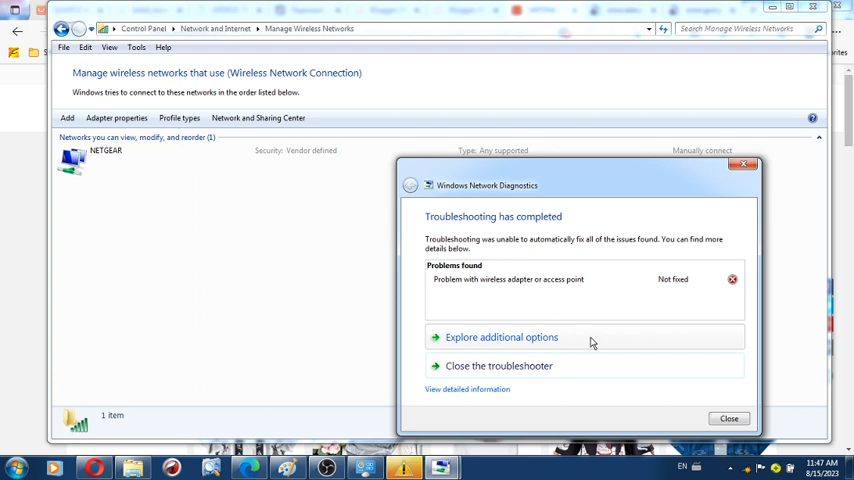 Control Panel
Network and Internet
Manage Wireless Networks
Search Manage Wireless Networks
File Edit View Tools Help
Manage wireless networks that use (Wireless Network Connection)
Windows tries to connect to these networks in the order listed below.
Add Adapter properties Profile types Network and Sharing Center
Networks you can view, modify, and reorder (1)
NETGEAR Security: Vendor defined Type: Any supported Manually connect
Windows Network Diagnostics
Troubleshooting has completed
Troubleshooting was unable to automatically fix all of the issues found. You can find more
details below.
Problems found
Problem with wireless adapter or access point Not fixed
Explore additional options
Close the troubleshooter
View detailed information
Close
1 item
EN
11:47 AM
8/15/2023